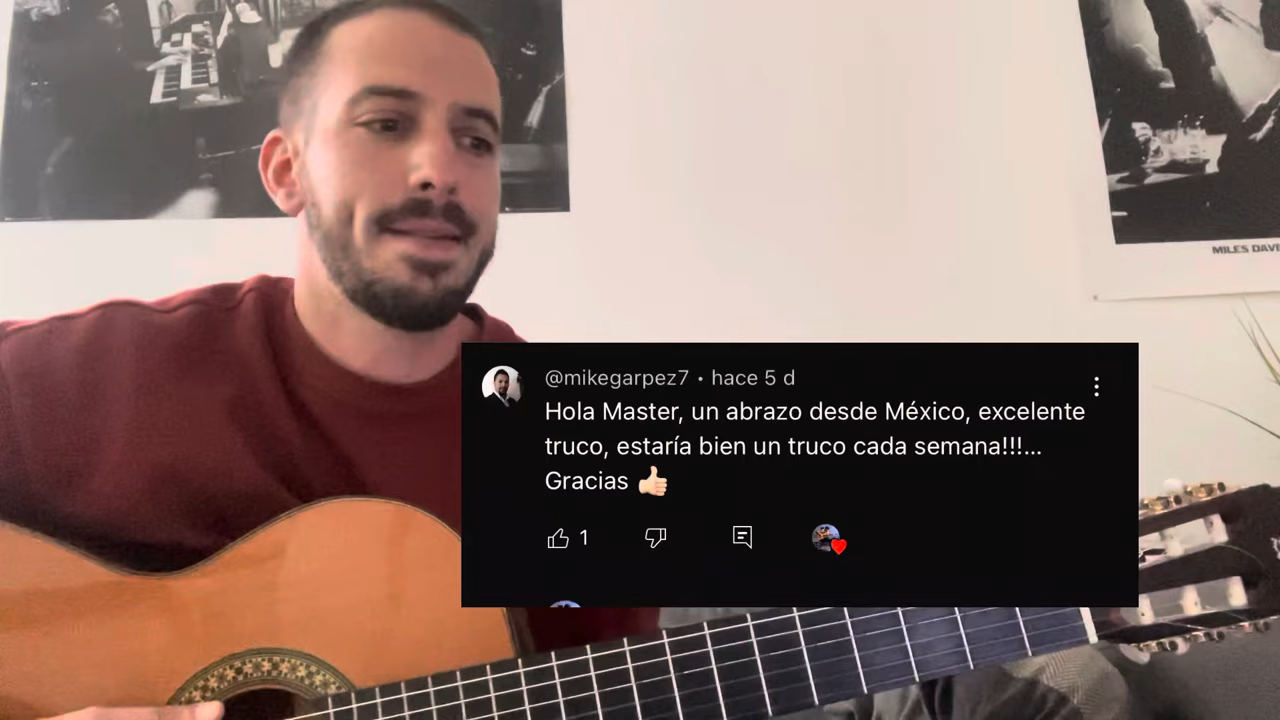 MILES DAVI
@mikegarpez7 • hace 5 d
Hola Master, un abrazo desde México, excelente
truco, estaría bien un truco cada semana!!!...
Gracias 👍🏻
1